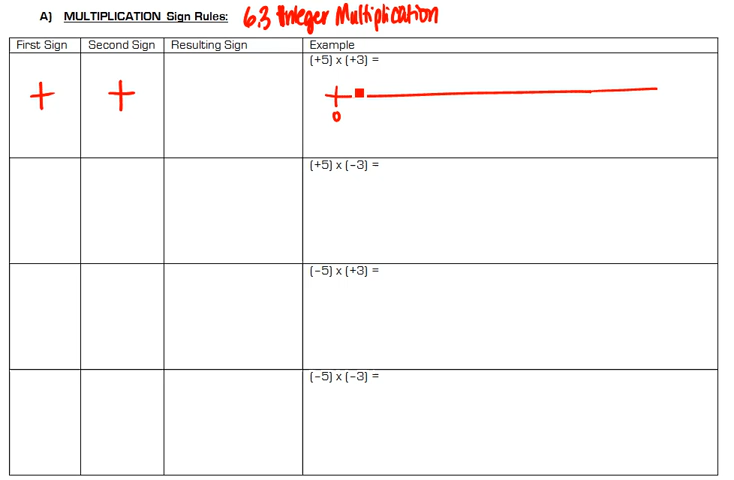 A) MULTIPLICATION Sign Rules: 6.3 Integer Multiplication
First Sign Second Sign Resulting Sign Example
(+5) x (+3) =
+ +
0
(+5) x (-3) =
(-5) x (+3) =
(-5) x (-3) =